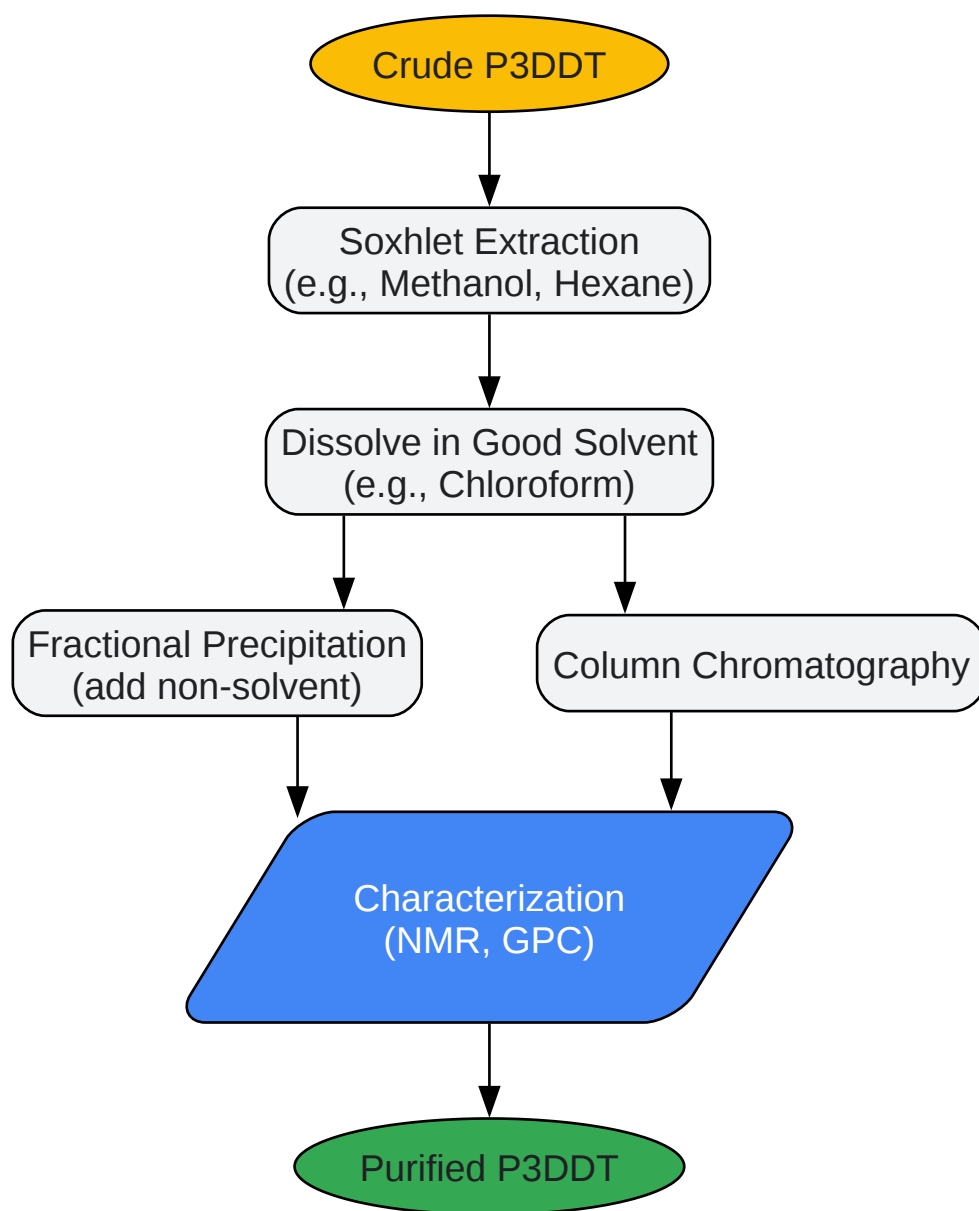 Crude P3DDT
Soxhlet Extraction
(e.g., Methanol, Hexane)
Dissolve in Good Solvent
(e.g., Chloroform)
Fractional Precipitation
(add non-solvent)
Column Chromatography
Characterization
(NMR, GPC)
Purified P3DDT